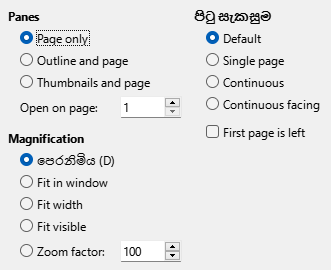 Panes
Page only
Outline and page
Thumbnails and page
Open on page: 1
Magnification
පෙරනිමිය (D)
Fit in window
Fit width
Fit visible
Zoom factor: 100
පිටු සැකසුම
Default
Single page
Continuous
Continuous facing
First page is left